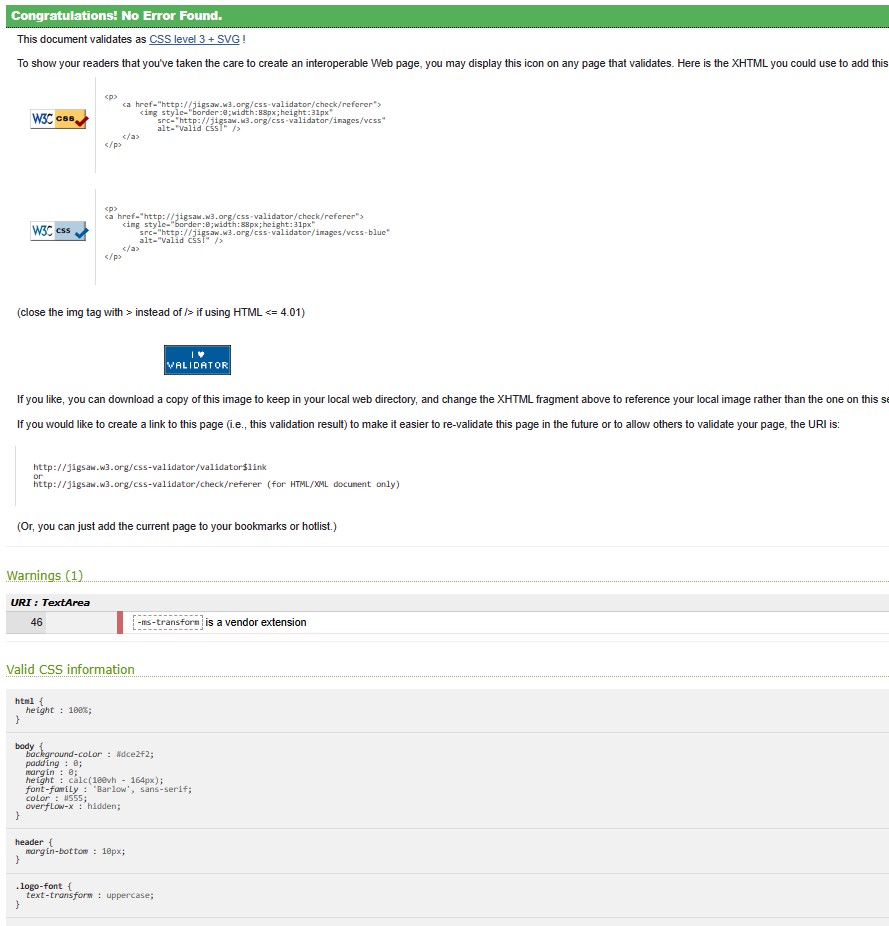 Congratulations! No Error Found.
This document validates as CSS level 3 + SVG !
To show your readers that you've taken the care to create an interoperable Web page, you may display this icon on any page that validates. Here is the XHTML you could use to add this
W3C css
<p>
<a href="http://jigsaw.w3.org/css-validator/check/referer">
<img style="border:0;width:88px;height:31px"
src="http://jigsaw.w3.org/css-validator/images/vcss"
alt="Valid CSS!" />
</a>
</p>
W3C css
<p>
<a href="http://jigsaw.w3.org/css-validator/check/referer">
<img style="border:0;width:88px;height:31px"
src="http://jigsaw.w3.org/css-validator/images/vcss-blue"
alt="Valid CSS!" />
</a>
</p>
(close the img tag with > instead of /> if using HTML <= 4.01)
I ♥
VALIDATOR
If you like, you can download a copy of this image to keep in your local web directory, and change the XHTML fragment above to reference your local image rather than the one on this se
If you would like to create a link to this page (i.e., this validation result) to make it easier to re-validate this page in the future or to allow others to validate your page, the URI is:
http://jigsaw.w3.org/css-validator/validator$link
or
http://jigsaw.w3.org/css-validator/check/referer (for HTML/XML document only)
(Or, you can just add the current page to your bookmarks or hotlist.)
Warnings (1)
URI : TextArea
46 -ms-transform is a vendor extension
Valid CSS information
html {
height : 100%;
}
body {
background-color : #dce2f2;
padding : 0;
margin : 0;
height : calc(100vh - 164px);
font-family : 'Barlow', sans-serif;
color : #555;
overflow-x : hidden;
}
header {
margin-bottom : 10px;
}
.logo-font {
text-transform : uppercase;
}